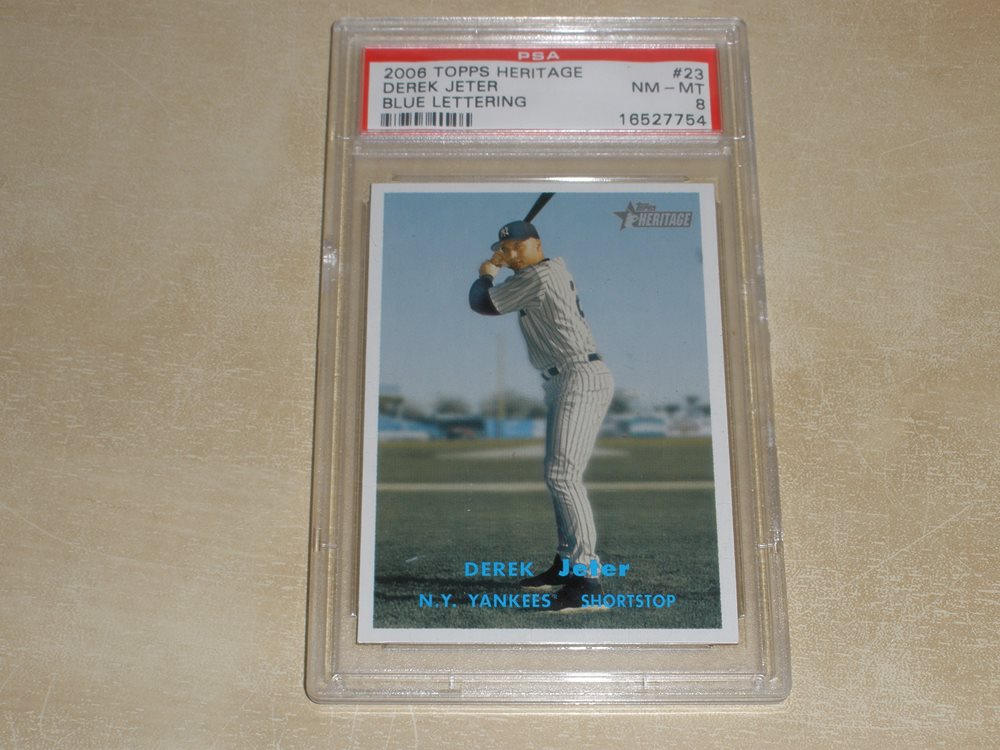 PSA
2006 TOPPS HERITAGE #23
DEREK JETER NM - MT
BLUE LETTERING 8
16527754
Topps
HERITAGE
NY
DEREK Jeter
N.Y. YANKEES SHORTSTOP